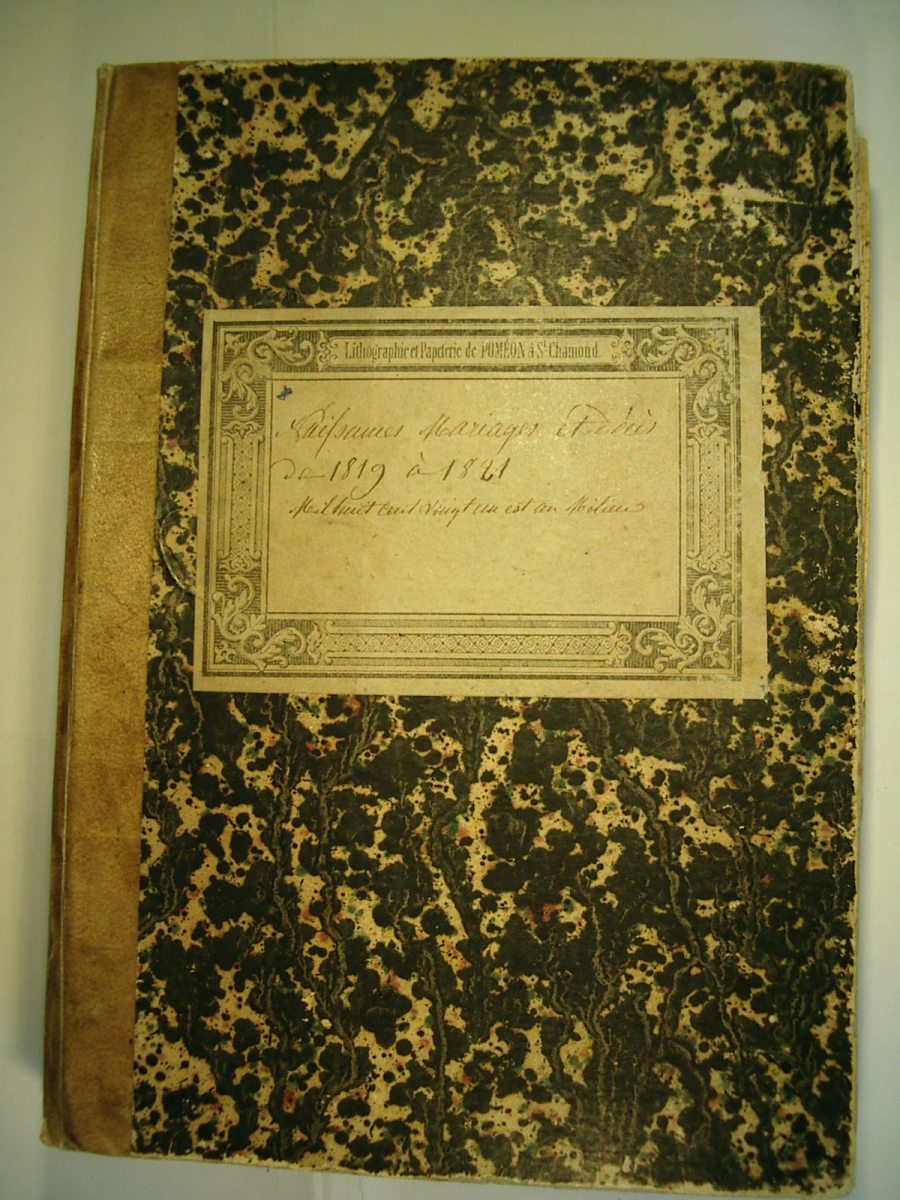 Lithographie et Papeterie de POMÉON à St Chamond.
Naissances Mariages et Décès
de 1819 à 1821
Mil huit cent vingt un est au Milieu